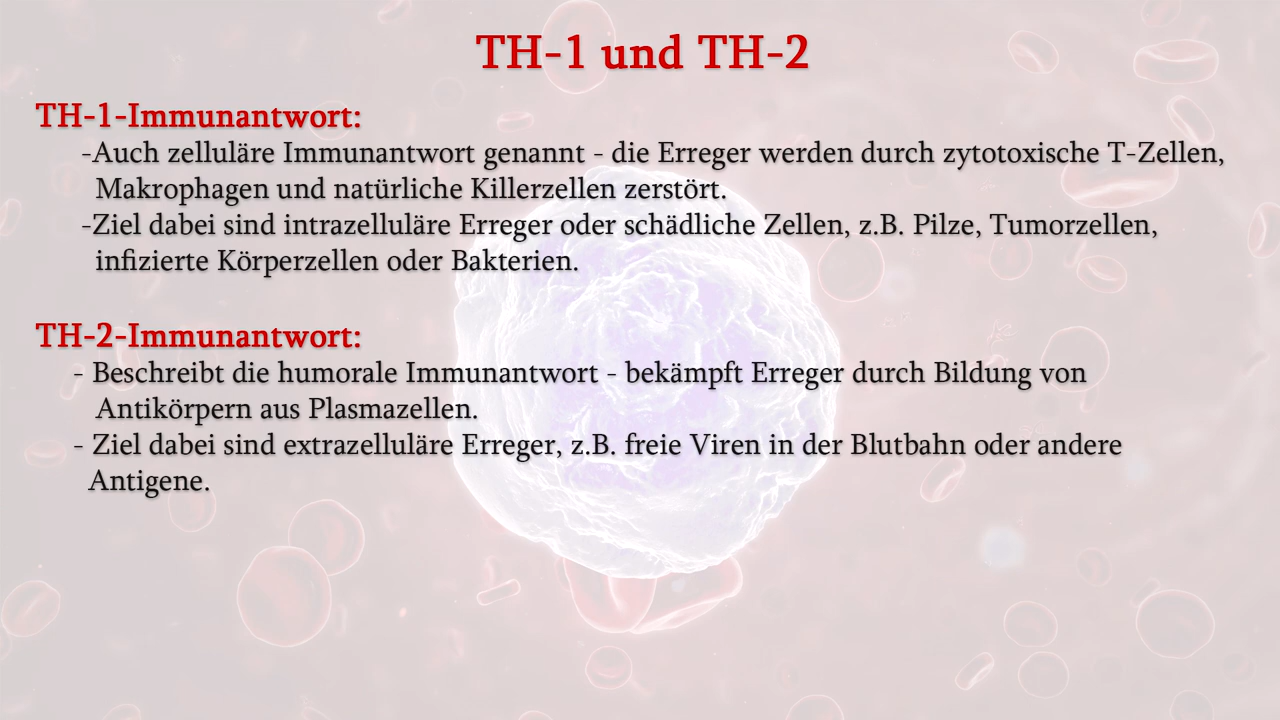 TH-1 und TH-2
TH-1-Immunantwort:
-Auch zelluläre Immunantwort genannt - die Erreger werden durch zytotoxische T-Zellen,
Makrophagen und natürliche Killerzellen zerstört.
-Ziel dabei sind intrazelluläre Erreger oder schädliche Zellen, z.B. Pilze, Tumorzellen,
infizierte Körperzellen oder Bakterien.
TH-2-Immunantwort:
- Beschreibt die humorale Immunantwort - bekämpft Erreger durch Bildung von
Antikörpern aus Plasmazellen.
- Ziel dabei sind extrazelluläre Erreger, z.B. freie Viren in der Blutbahn oder andere
Antigene.